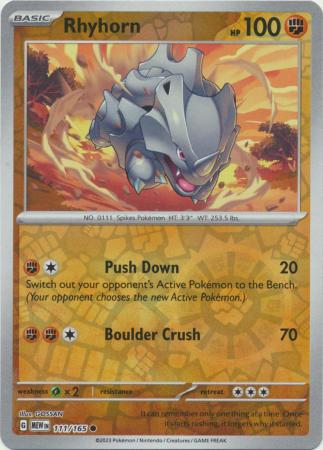 BASIC
Rhyhorn
HP 100
NO. 0111 Spikes Pokémon HT: 3'3" WT: 253.5 lbs.
Push Down 20
Switch out your opponent's Active Pokémon to the Bench.
(Your opponent chooses the new Active Pokémon.)
Boulder Crush 70
weakness ×2 resistance retreat
Illus. GOSSAN
G MEW EN 111/165
It can remember only one thing at a time.
Once it starts rushing, it forgets why it started.
©2023 Pokémon / Nintendo / Creatures / GAME FREAK